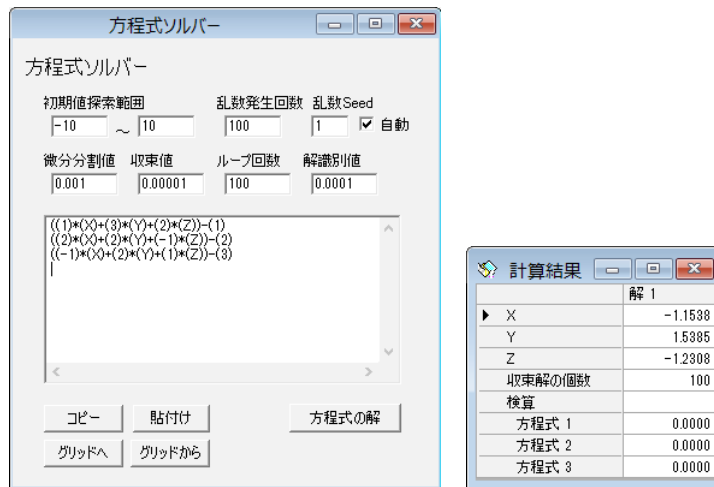 方程式ソルバー
方程式ソルバー
初期値探索範囲 乱数発生回数 乱数Seed
-10 ～ 10 100 1 自動
微分分割値 収束値 ループ回数 解識別値
0.001 0.00001 100 0.0001
((1)*(X)+(3)*(Y)+(2)*(Z))-(1)
((2)*(X)+(2)*(Y)+(-1)*(Z))-(2)
((-1)*(X)+(2)*(Y)+(1)*(Z))-(3)
コピー 貼付け 方程式の解
グリッドへ グリッドから
計算結果
解 1
X -1.1538
Y 1.5385
Z -1.2308
収束解の個数 100
検算
方程式 1 0.0000
方程式 2 0.0000
方程式 3 0.0000